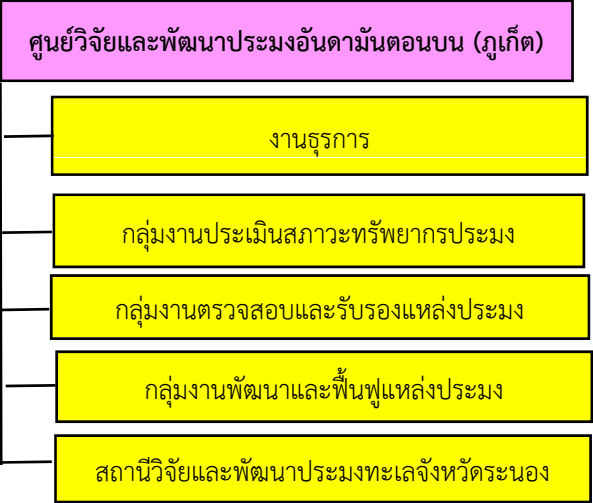 ศูนย์วิจัยและพัฒนาประมงอันดามันตอนบน (ภูเก็ต)
งานธุรการ
กลุ่มงานประเมินสภาวะทรัพยากรประมง
กลุ่มงานตรวจสอบและรับรองแหล่งประมง
กลุ่มงานพัฒนาและฟื้นฟูแหล่งประมง
สถานีวิจัยและพัฒนาประมงทะเลจังหวัดระนอง